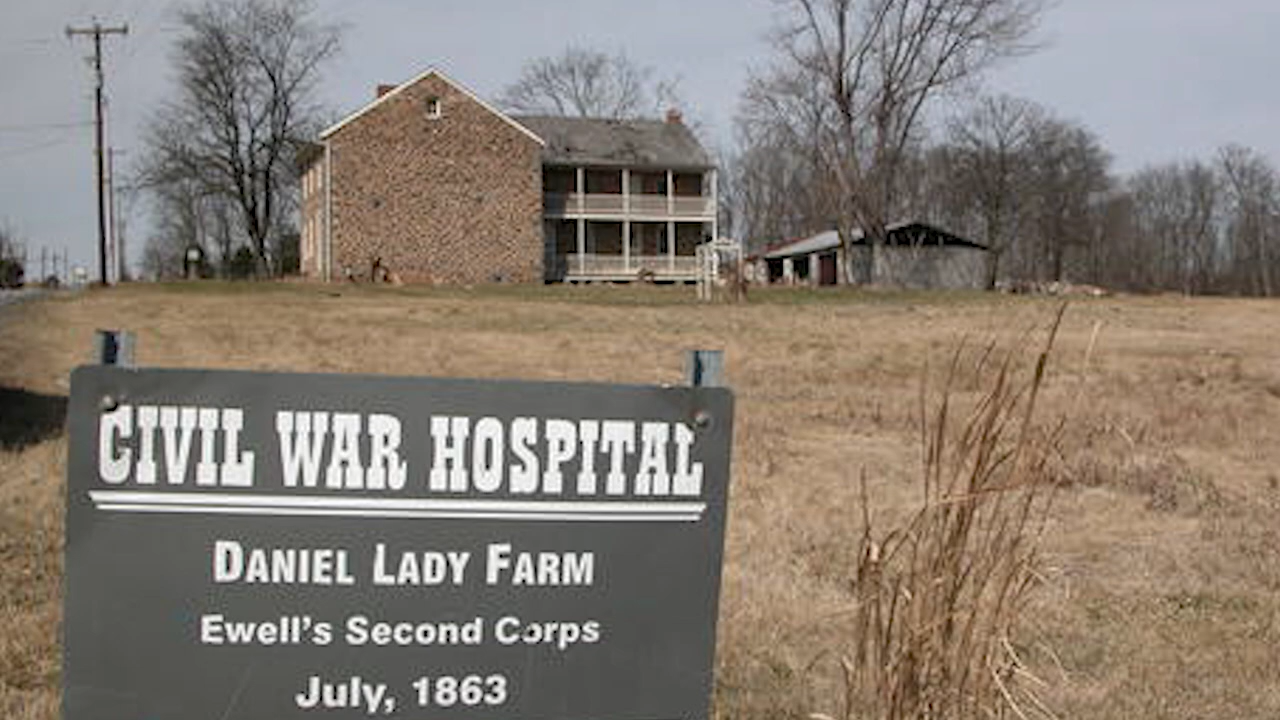 CIVIL WAR HOSPITAL
DANIEL LADY FARM
Ewell's Second Corps
July, 1863